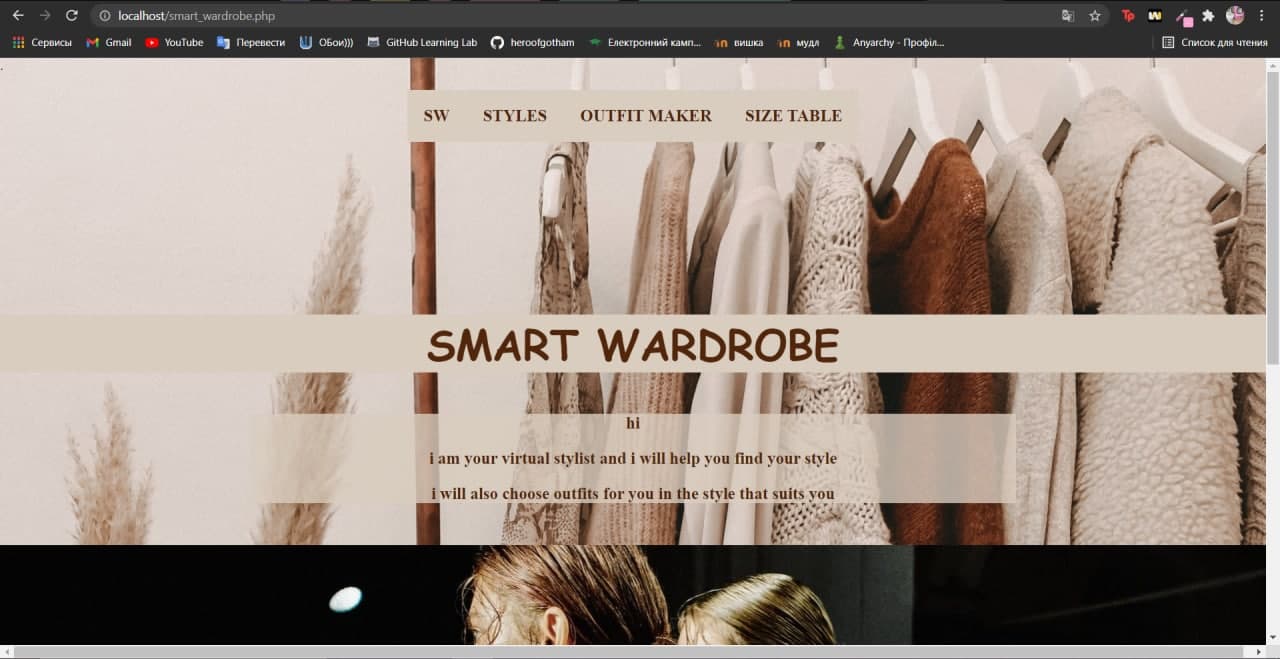 localhost/smart_wardrobe.php
Сервисы Gmail YouTube Перевести ОБои))) GitHub Learning Lab heroofgotham Електронний камп... вишка мудл Anyarchy - Профіл... Список для чтения
.
SW STYLES OUTFIT MAKER SIZE TABLE
SMART WARDROBE
hi
i am your virtual stylist and i will help you find your style
i will also choose outfits for you in the style that suits you